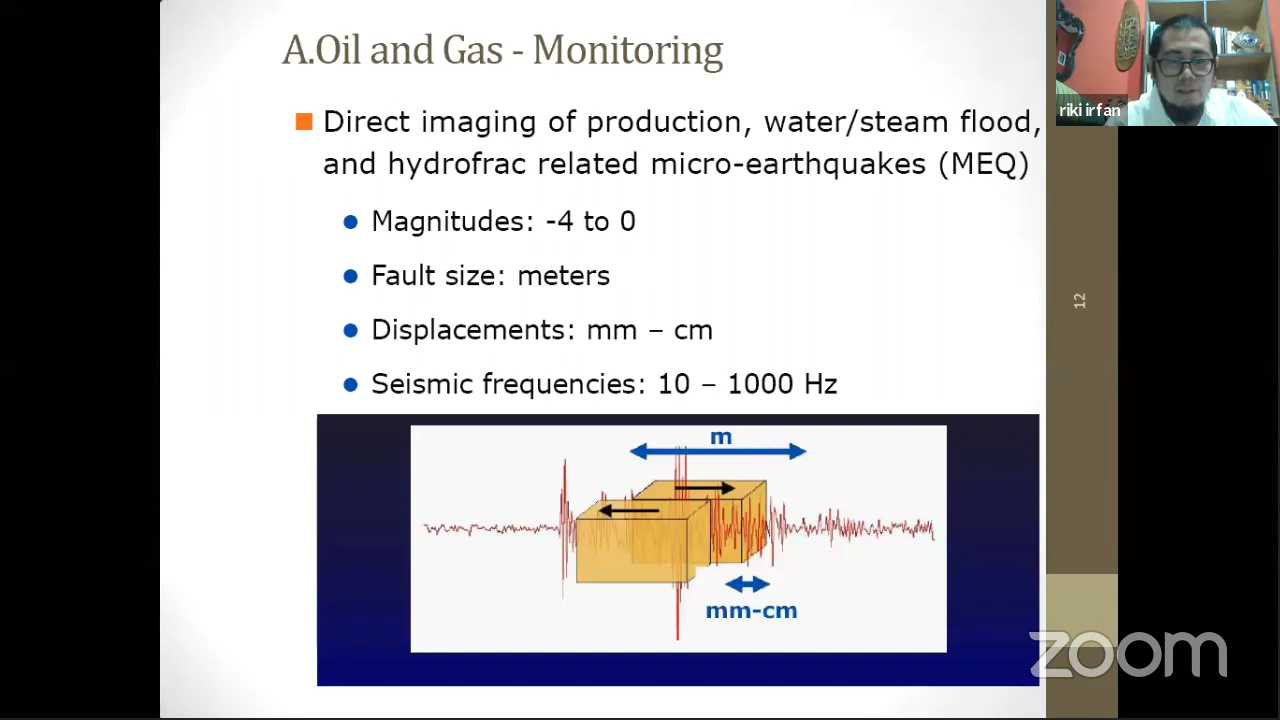 A.Oil and Gas - Monitoring
Direct imaging of production, water/steam flood,
and hydrofrac related micro-earthquakes (MEQ)
Magnitudes: -4 to 0
Fault size: meters
Displacements: mm – cm
Seismic frequencies: 10 – 1000 Hz
m
mm-cm
riki irfan
12
zoom